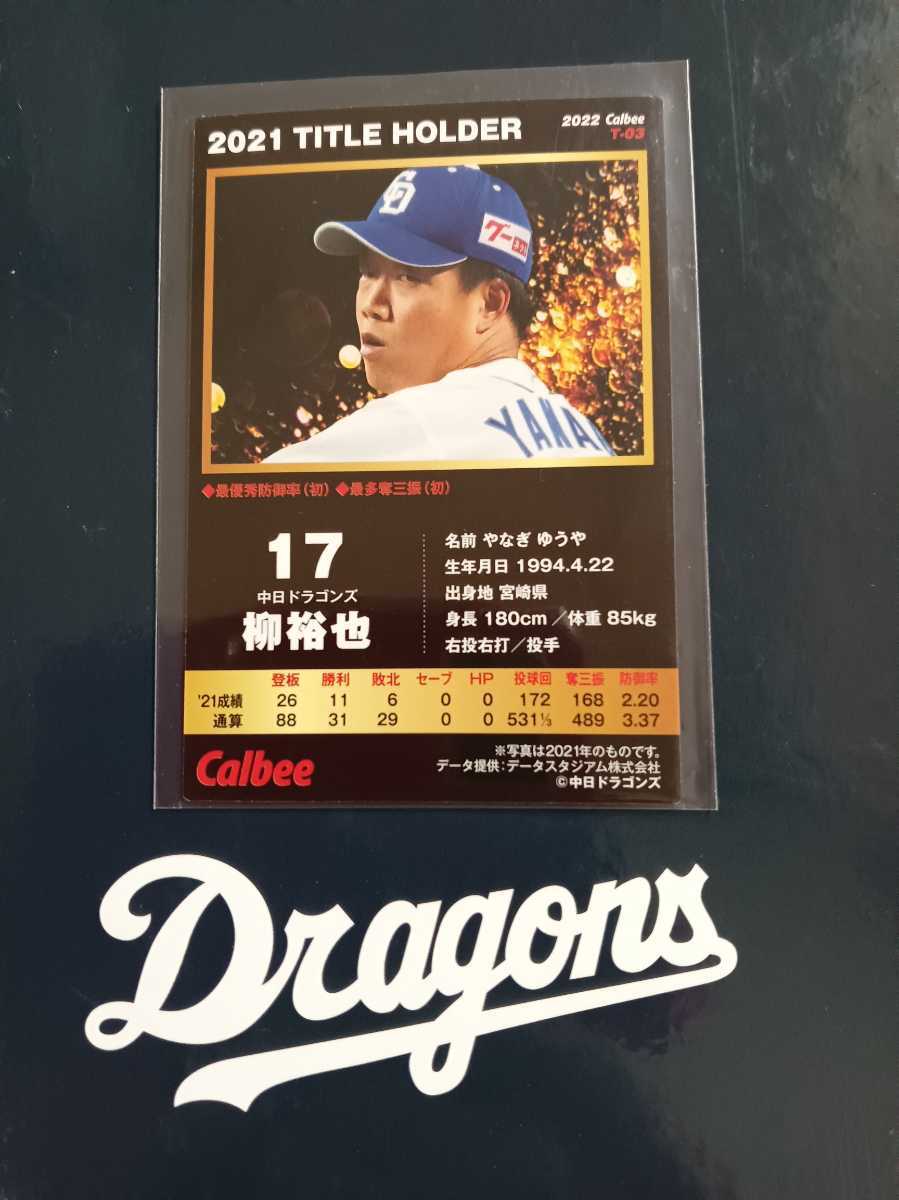 2021 TITLE HOLDER
2022 Calbee
T-03
CD
グー
YANA
◆最優秀防御率(初) ◆最多奪三振(初)
17
中日ドラゴンズ
柳裕也
名前 やなぎ ゆうや
生年月日 1994.4.22
出身地 宮崎県
身長 180cm/体重 85kg
右投右打/投手
登板 勝利 敗北 セーブ HP 投球回 奪三振 防御率
'21成績 26 11 6 0 0 172 168 2.20
通算 88 31 29 0 0 531⅓ 489 3.37
Calbee
※写真は2021年のものです。
データ提供:データスタジアム株式会社
©中日ドラゴンズ
Dragons